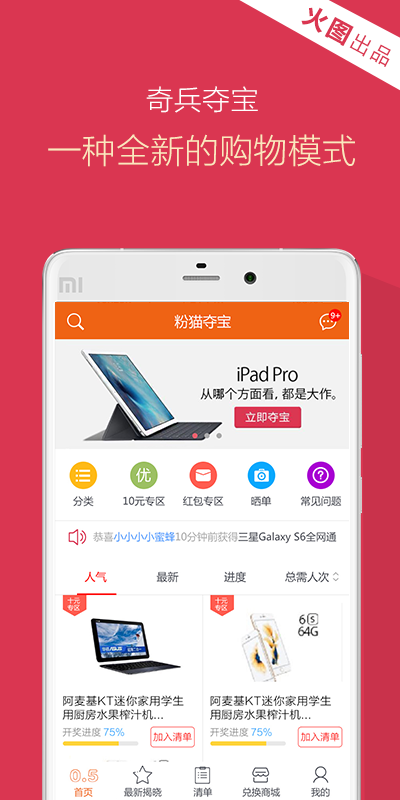 火图出品
奇兵夺宝
一种全新的购物模式
mi
粉猫夺宝
9+
iPad Pro
从哪个方面看，都是大作。
立即夺宝
优
分类
10元专区
红包专区
晒单
常见问题
恭喜小小小小蜜蜂10分钟前获得三星Galaxy S6全网通
人气
最新
进度
总需人次
十元
专区
十元
专区
6S
64G
阿麦基KT迷你家用学生
用厨房水果榨汁机...
开奖进度 75%
加入清单
阿麦基KT迷你家用学生
用厨房水果榨汁机...
开奖进度 75%
加入清单
0.5
首页
最新揭晓
清单
兑换商城
我的